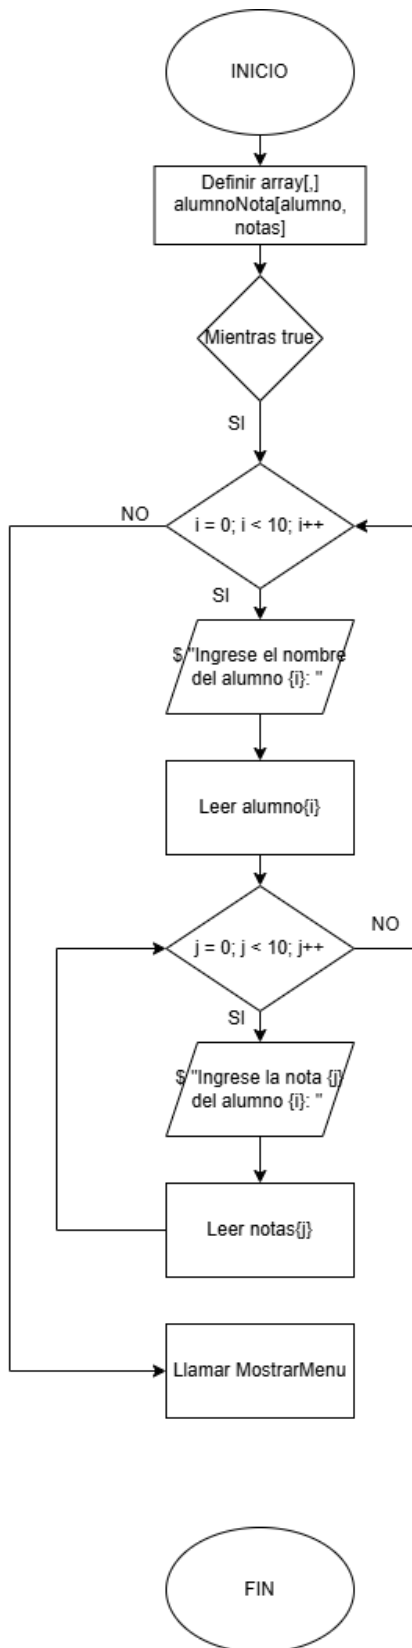 INICIO
Definir array[,]
alumnoNota[alumno,
notas]
Mientras true
SI
NO
i = 0; i < 10; i++
SI
$ "Ingrese el nombre
del alumno {i}: "
Leer alumno{i}
NO
j = 0; j < 10; j++
SI
$ "Ingrese la nota {j}
del alumno {i}: "
Leer notas{j}
Llamar MostrarMenu
FIN